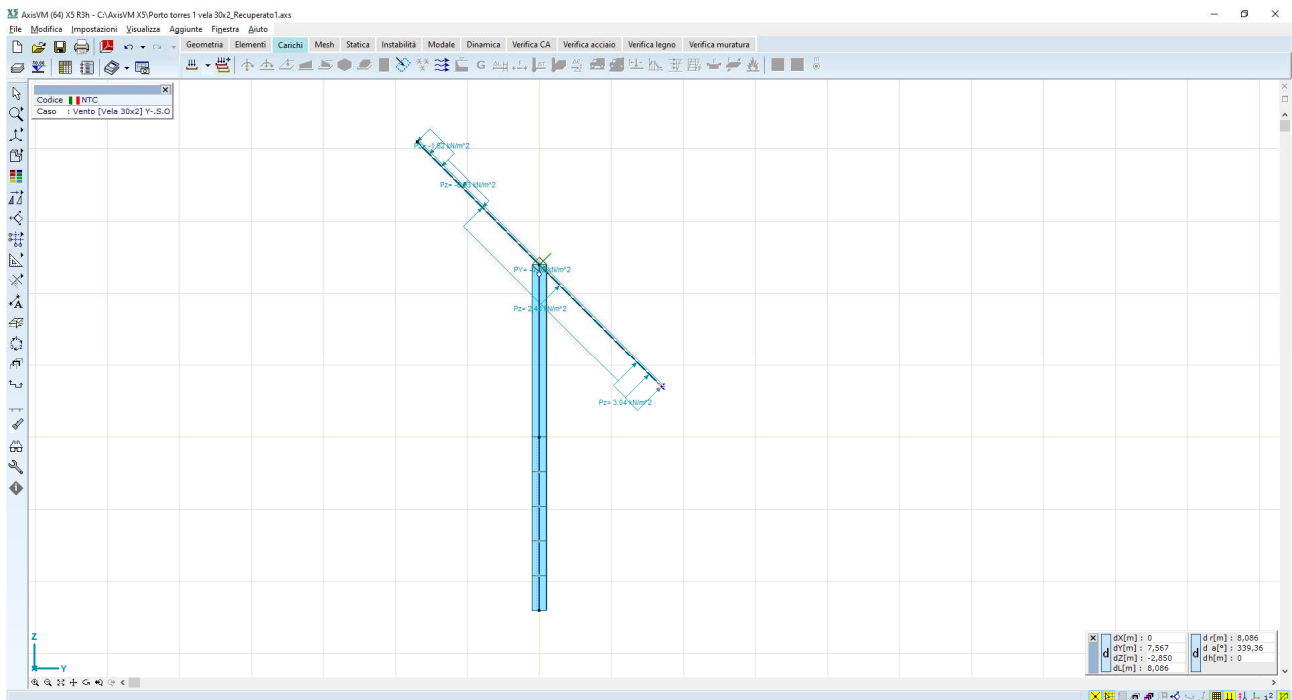 X5 AxisVM (64) X5 R3h - C:\AxisVM X5\Porto torres 1 vela 30x2_Recuperato1.axs
File Modifica Impostazioni Visualizza Aggiunte Finestra Aiuto
Geometria Elementi Carichi Mesh Statica Instabilità Modale Dinamica Verifica CA Verifica acciaio Verifica legno Verifica muratura
Codice NTC
Caso : Vento [Vela 30x2] Y-.S.O
Pz= -1,62 kN/m^2
Pz= kN/m^2
PY= kN/m^2
Pz= kN/m^2
Pz= 3,04 kN/m^2
Z
Y
d
dX[m] : 0
dY[m] : 7,567
dZ[m] : -2,850
dL[m] : 8,086
d
d r[m] : 8,086
d a[°] : 339,36
dh[m] : 0